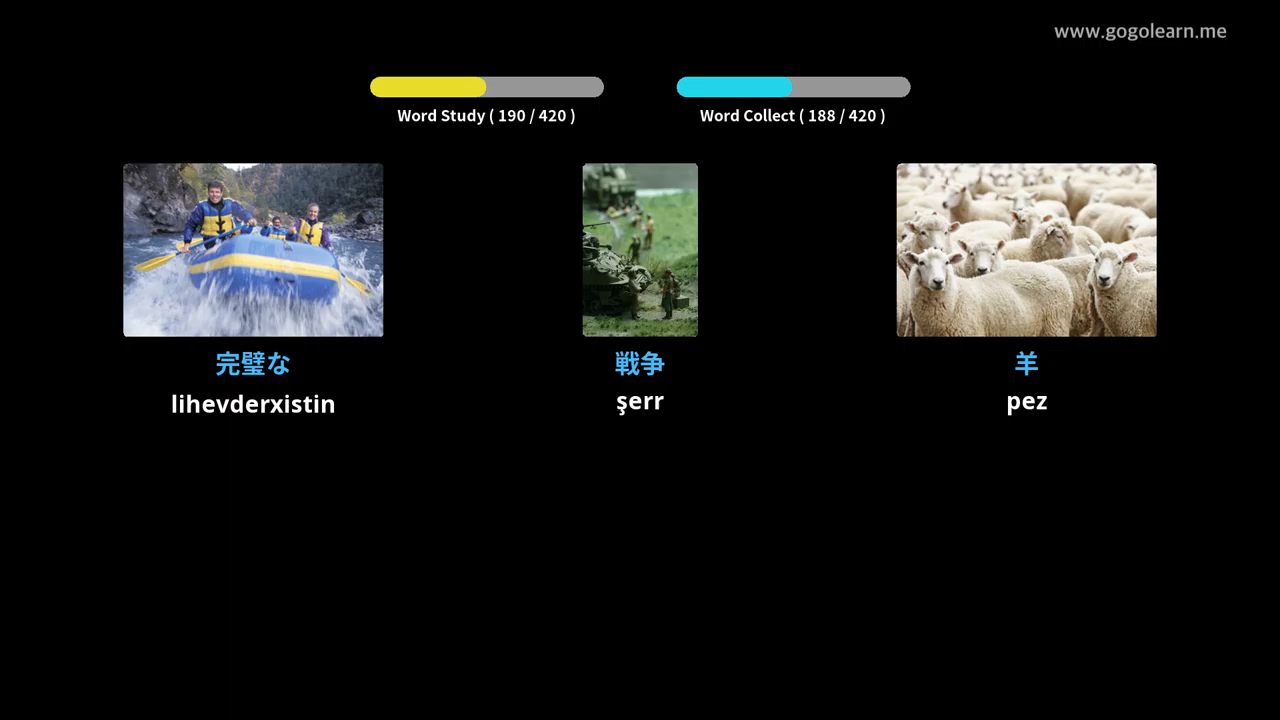 www.gogolearn.me
Word Study ( 190 / 420 )
Word Collect ( 188 / 420 )
完璧な
戦争
羊
lihevderxistin
şerr
pez